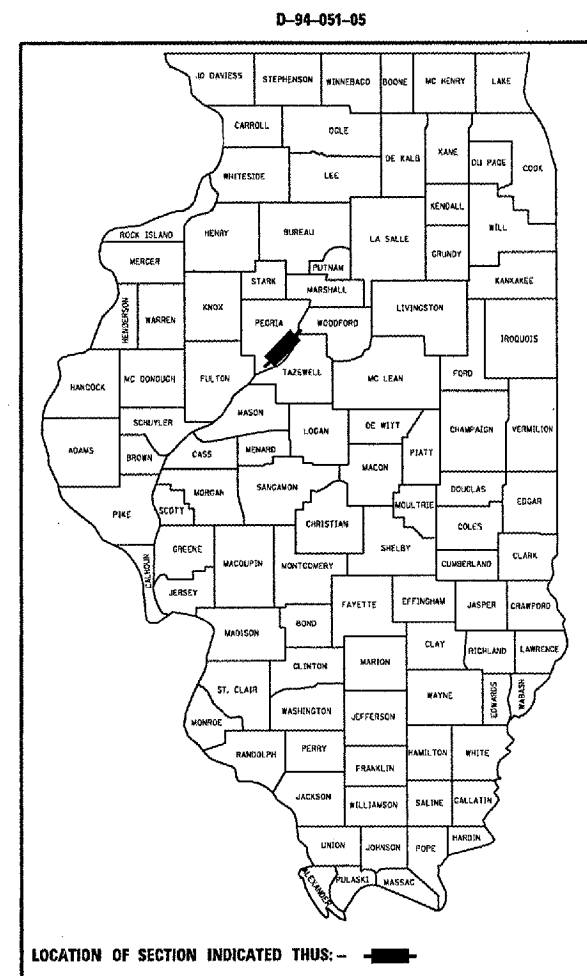 D-94-051-05
JO DAVIESS STEPHENSON WINNEBAGO BOONE MC HENRY LAKE
CARROLL OGLE
DE KALB KANE DU PAGE COOK
WHITESIDE LEE
KENDALL
ROCK ISLAND HENRY BUREAU LA SALLE WILL
MERCER GRUNDY
PUTNAM
STARK MARSHALL KANKAKEE
HENDERSON WARREN KNOX LIVINGSTON
PEORIA WOODFORD IROQUOIS
HANCOCK MC DONOUGH FULTON TAZEWELL MC LEAN FORD
MASON
SCHUYLER LOGAN DE WITT CHAMPAIGN VERMILION
ADAMS BROWN CASS MENARD MACON PIATT
MORGAN SANGAMON DOUGLAS EDGAR
PIKE SCOTT CHRISTIAN MOULTRIE COLES
GREENE SHELBY
CALHOUN MACOUPIN MONTGOMERY CUMBERLAND CLARK
JERSEY FAYETTE EFFINGHAM JASPER CRAWFORD
MADISON BOND
CLAY RICHLAND LAWRENCE
CLINTON MARION
ST. CLAIR WAYNE EDWARDS WABASH
WASHINGTON JEFFERSON
MONROE
RANDOLPH PERRY HAMILTON WHITE
FRANKLIN
JACKSON WILLIAMSON SALINE GALLATIN
HARDIN
UNION JOHNSON POPE
ALEXANDER PULASKI MASSAC
LOCATION OF SECTION INDICATED THUS: -